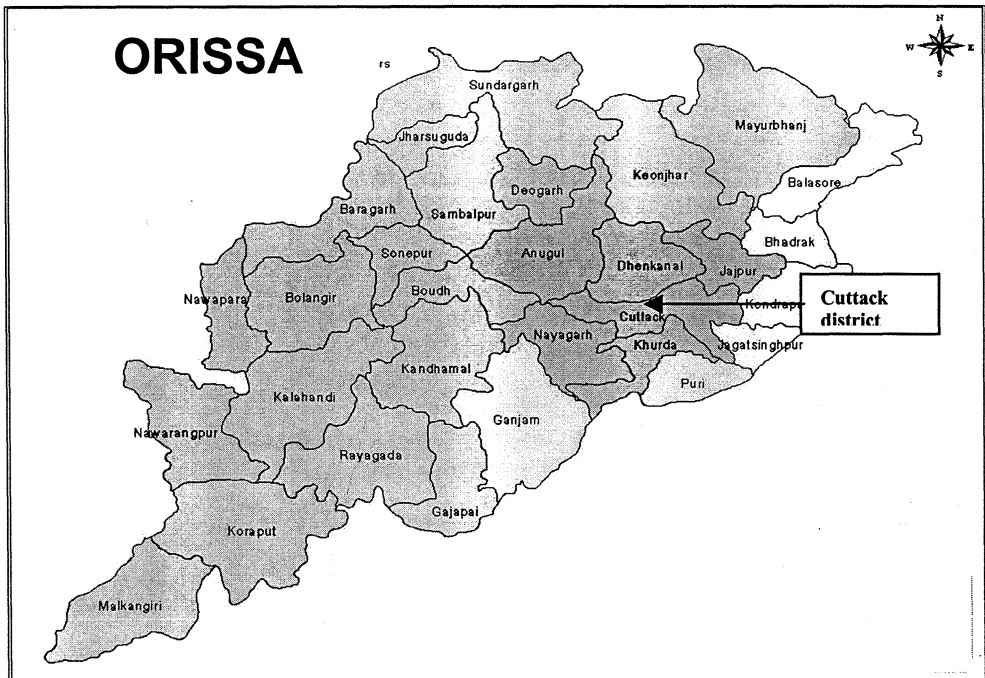 ORISSA
rs
N
W
E
S
Sundargarh
Jharsuguda
Mayurbhanj
Keonjhar
Balasore
Deogarh
Baragarh
Sambalpur
Bhadrak
Sonepur
Anugul
Dhenkanal
Jajpur
Nawapara
Bolangir
Boudh
Kendrapa
Cuttack
district
Cuttack
Nayagarh
Khurda
Jagatsinghpur
Kandhamal
Puri
Kalahandi
Ganjam
Nawarangpur
Rayagada
Gajapai
Koraput
Malkangiri